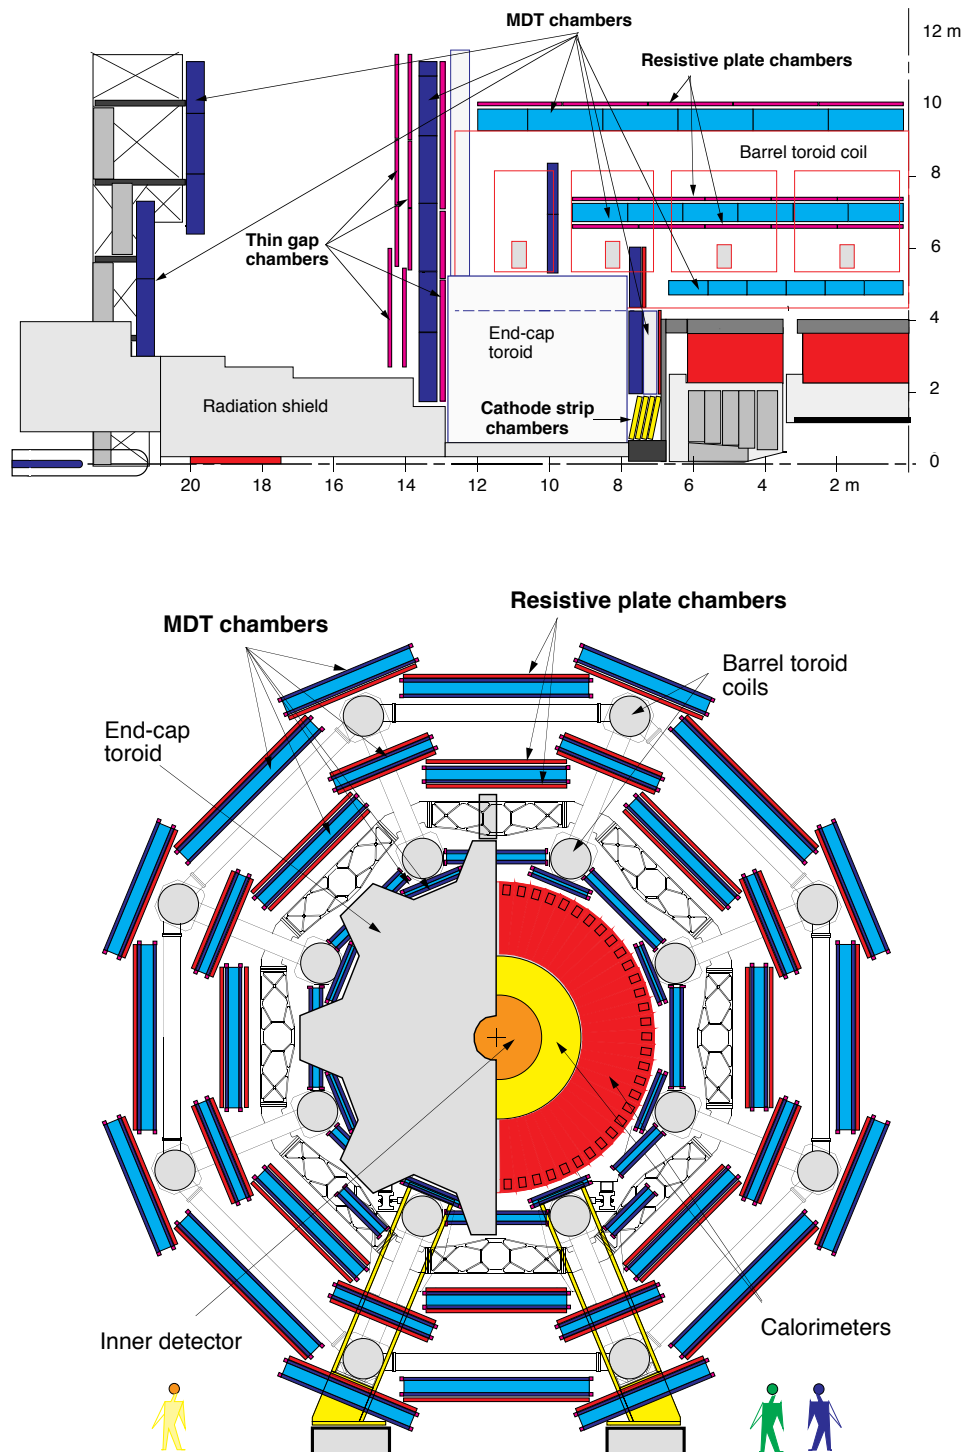 MDT chambers
12 m
Resistive plate chambers
10
Barrel toroid coil
8
Thin gap
chambers
6
4
End-cap
toroid
2
Radiation shield
Cathode strip
chambers
0
20 18 16 14 12 10 8 6 4 2 m
Resistive plate chambers
MDT chambers
Barrel toroid
coils
End-cap
toroid
Inner detector
Calorimeters